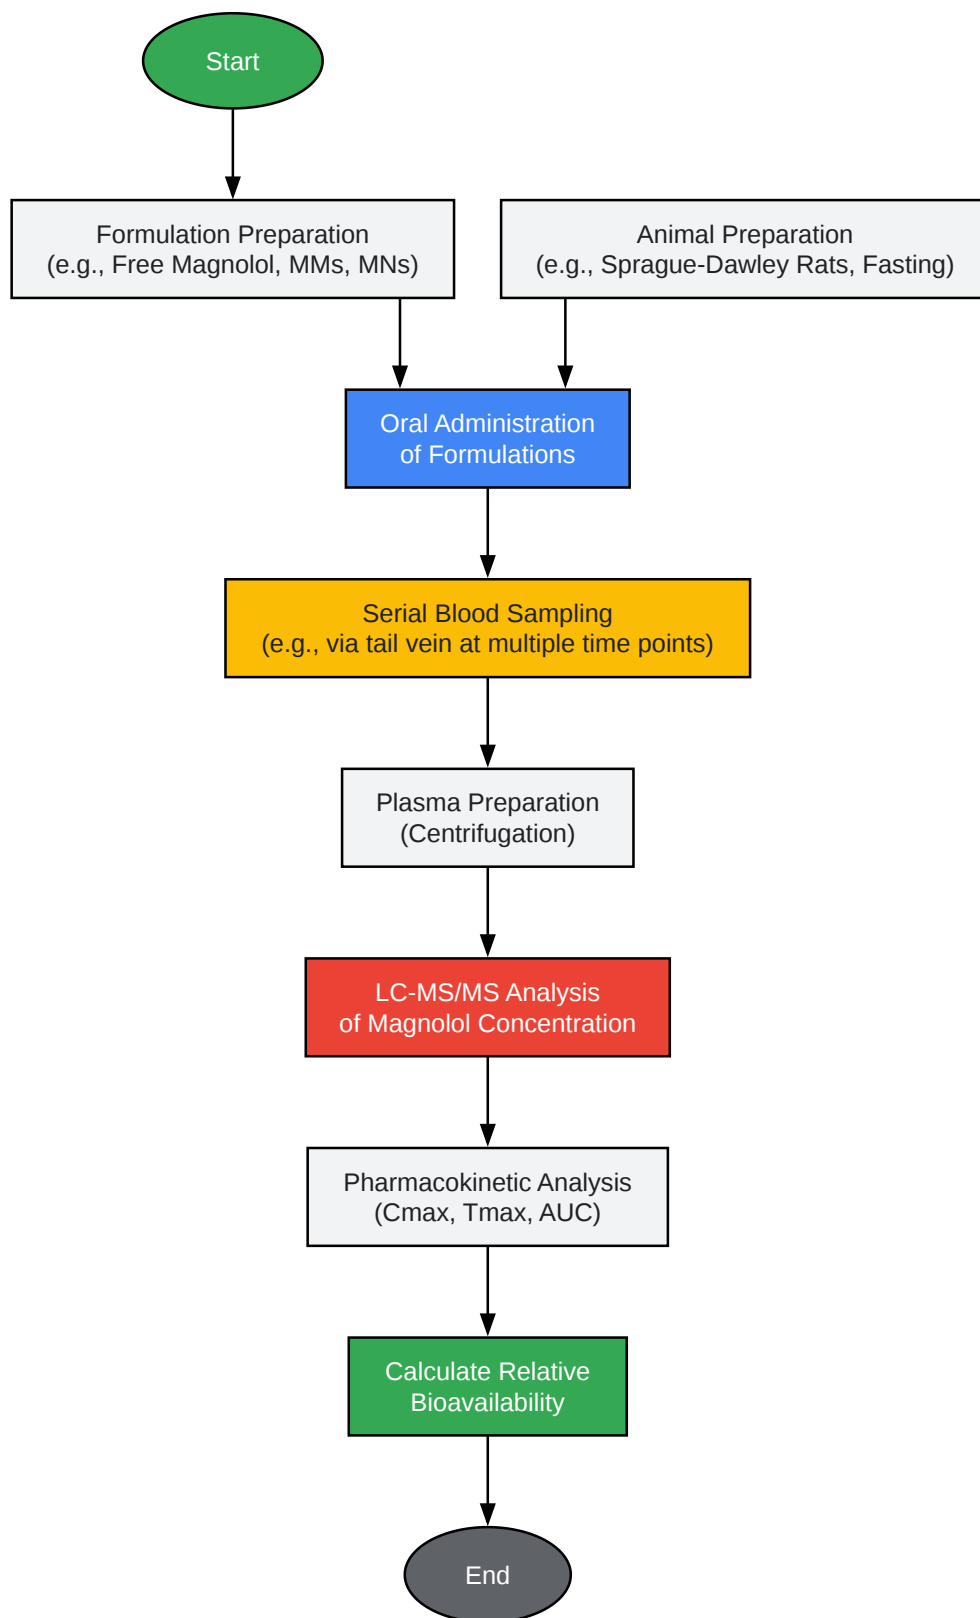 Start
Formulation Preparation
(e.g., Free Magnolol, MMs, MNs)
Animal Preparation
(e.g., Sprague-Dawley Rats, Fasting)
Oral Administration
of Formulations
Serial Blood Sampling
(e.g., via tail vein at multiple time points)
Plasma Preparation
(Centrifugation)
LC-MS/MS Analysis
of Magnolol Concentration
Pharmacokinetic Analysis
(Cmax, Tmax, AUC)
Calculate Relative
Bioavailability
End